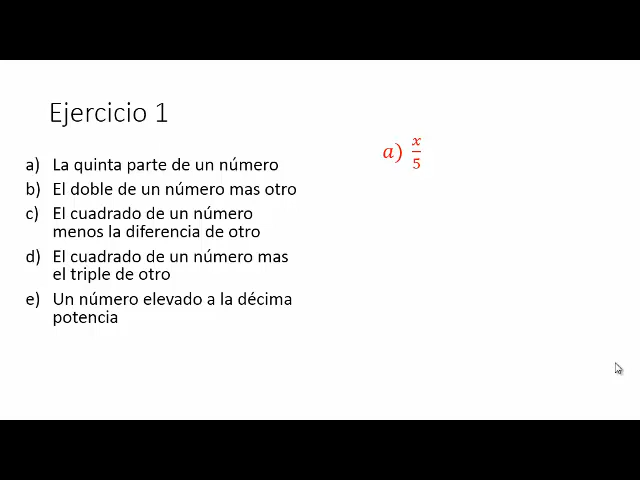 Ejercicio 1
a) La quinta parte de un número
b) El doble de un número mas otro
c) El cuadrado de un número
menos la diferencia de otro
d) El cuadrado de un número mas
el triple de otro
e) Un número elevado a la décima
potencia
a) x/5